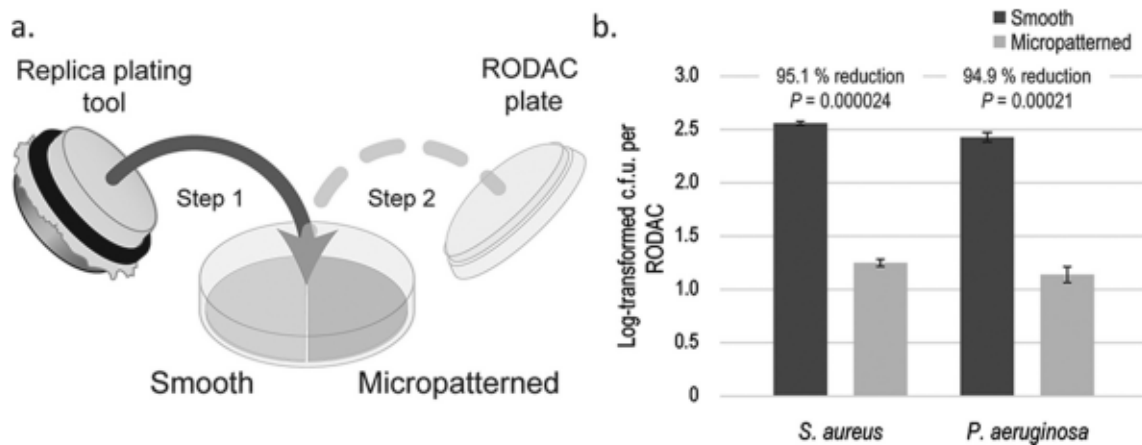 a.
Replica plating
tool
RODAC
plate
Step 1
Step 2
Smooth
Micropatterned
b.
Smooth
Micropatterned
Log-transformed c.f.u. per
RODAC
3.0
2.5
2.0
1.5
1.0
0.5
0
95.1 % reduction
P = 0.000024
94.9 % reduction
P = 0.00021
S. aureus
P. aeruginosa